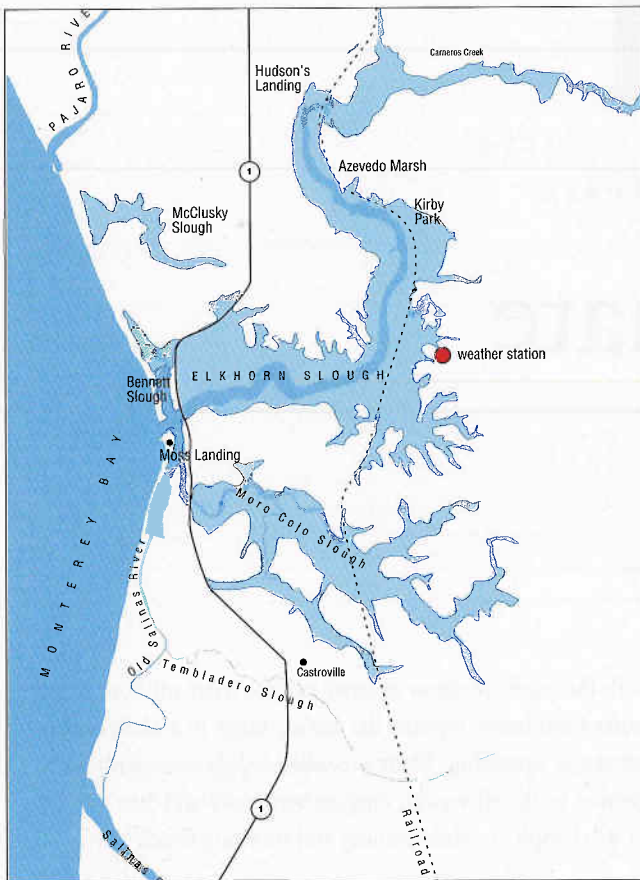 PAJARO RIVE
Carneros Creek
Hudson's
Landing
1
Azevedo Marsh
McClusky
Slough
Kirby
Park
weather station
ELKHORN SLOUGH
Bennett
Slough
Moss Landing
MONTEREY BAY
Moro Cojo Slough
Old Salinas River
Tembladero Slough
Castroville
1
Railroad
Salinas